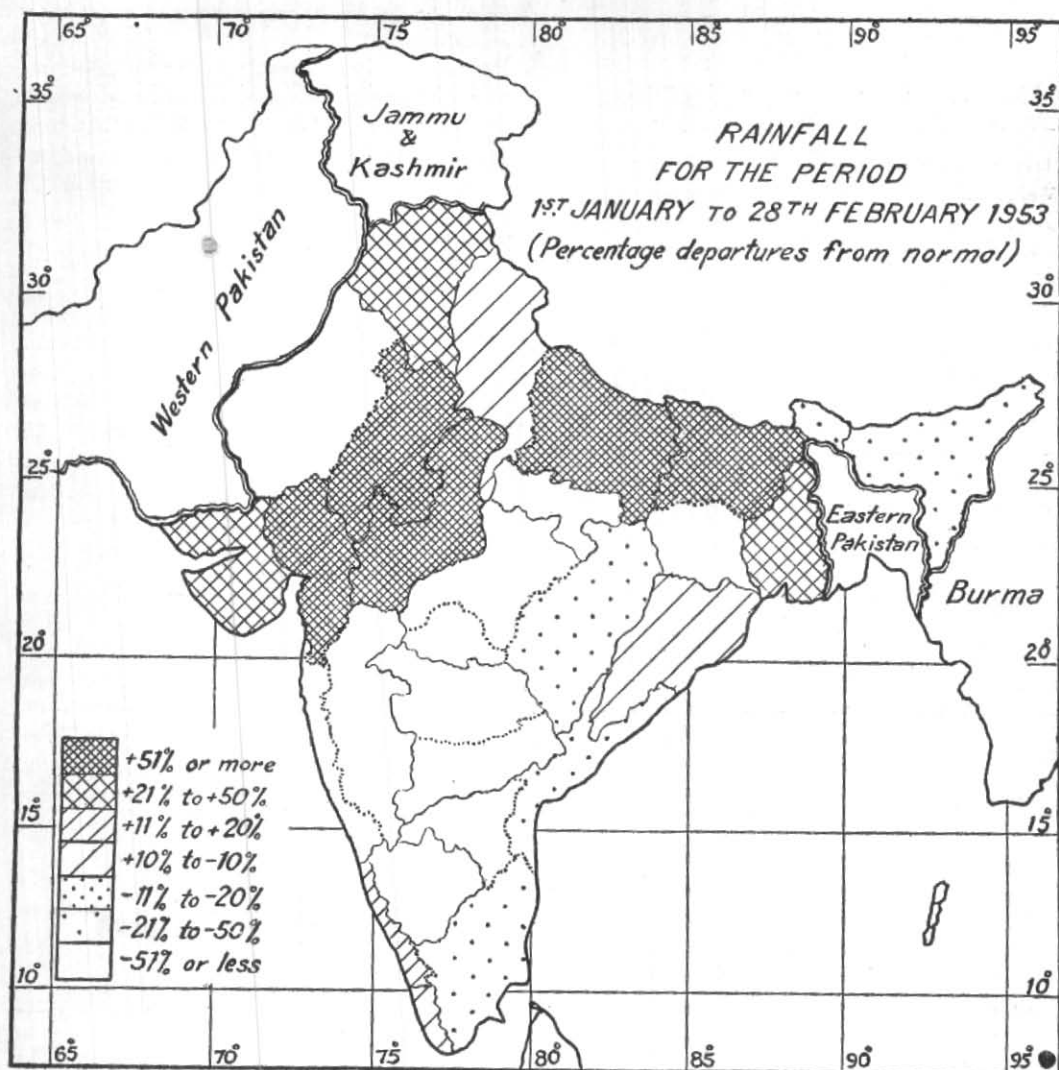 65° 70° 75° 80° 85° 90° 95°
35° 35°
Jammu
&
Kashmir
RAINFALL
FOR THE PERIOD
1ST JANUARY TO 28TH FEBRUARY 1953
(Percentage departures from normal)
Western Pakistan
30° 30°
25° 25°
Eastern
Pakistan
Burma
20° 20°
+51% or more
+21% to +50%
+11% to +20%
+10% to -10%
-11% to -20%
-21% to -50%
-51% or less
15° 15°
10° 10°
65° 70° 75° 80° 85° 90° 95°